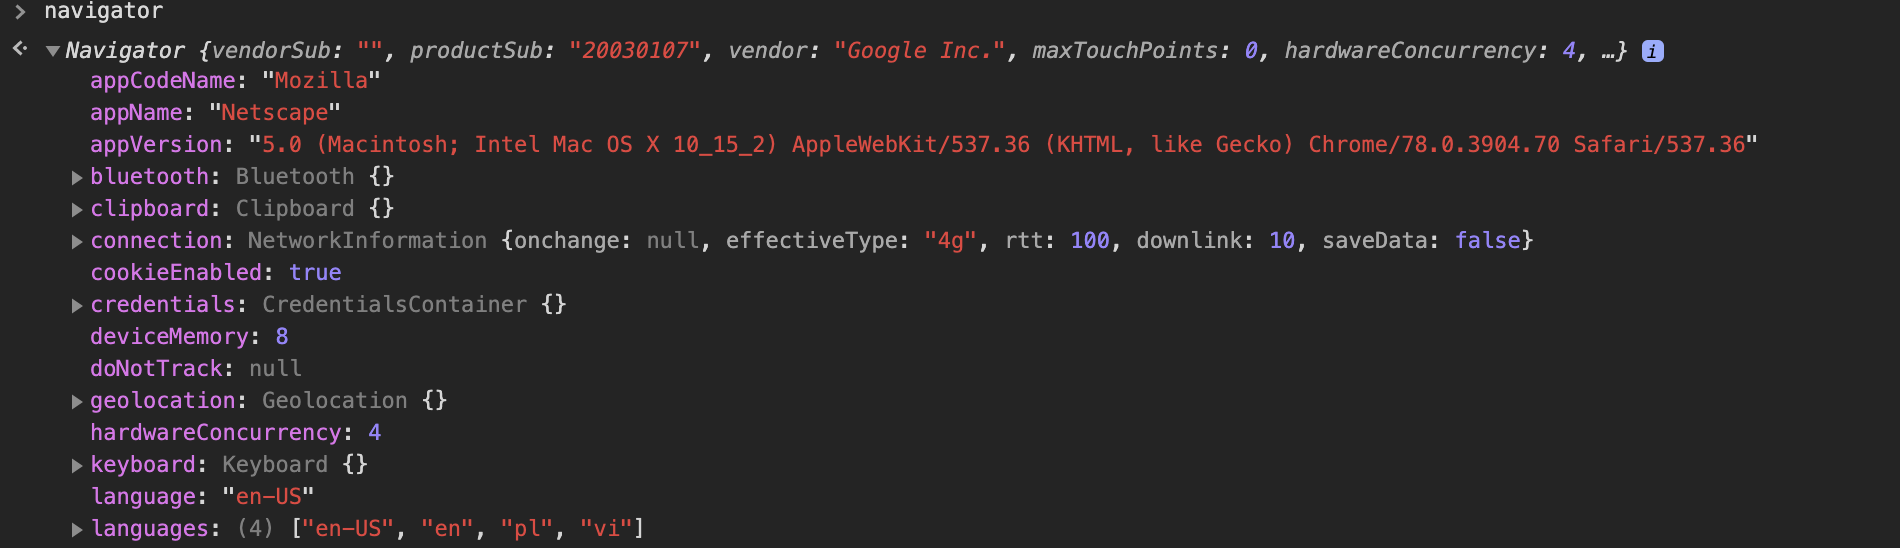 > navigator
Navigator {vendorSub: "", productSub: "20030107", vendor: "Google Inc.", maxTouchPoints: 0, hardwareConcurrency: 4, …} i
appCodeName: "Mozilla"
appName: "Netscape"
appVersion: "5.0 (Macintosh; Intel Mac OS X 10_15_2) AppleWebKit/537.36 (KHTML, like Gecko) Chrome/78.0.3904.70 Safari/537.36"
bluetooth: Bluetooth {}
clipboard: Clipboard {}
connection: NetworkInformation {onchange: null, effectiveType: "4g", rtt: 100, downlink: 10, saveData: false}
cookieEnabled: true
credentials: CredentialsContainer {}
deviceMemory: 8
doNotTrack: null
geolocation: Geolocation {}
hardwareConcurrency: 4
keyboard: Keyboard {}
language: "en-US"
languages: (4) ["en-US", "en", "pl", "vi"]